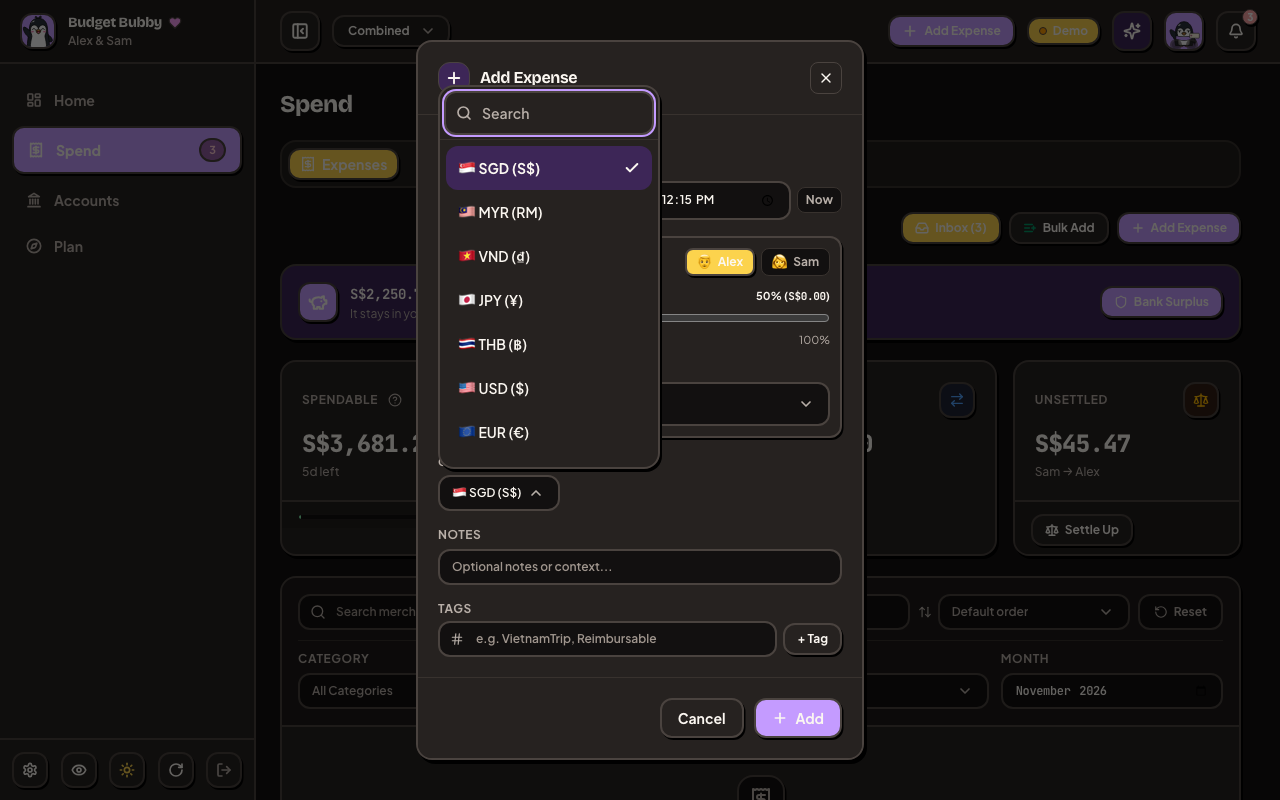 Budget Bubby
Alex & Sam
Combined
Add Expense
Demo
3
Home
Spend
3
Accounts
Plan
Spend
Expenses
Inbox (3)
Bulk Add
Add Expense
S$2,250.
It stays in yo
Bank Surplus
SPENDABLE
S$3,681.2
5d left
UNSETTLED
S$45.47
Sam → Alex
Settle Up
Search merch
Default order
Reset
CATEGORY
MONTH
All Categories
November 2026
Add Expense
Search
SGD (S$)
MYR (RM)
VND (₫)
JPY (¥)
THB (฿)
USD ($)
EUR (€)
12:15 PM
Now
Alex
Sam
50% (S$0.00)
100%
SGD (S$)
NOTES
Optional notes or context...
TAGS
# e.g. VietnamTrip, Reimbursable
+ Tag
Cancel
+ Add